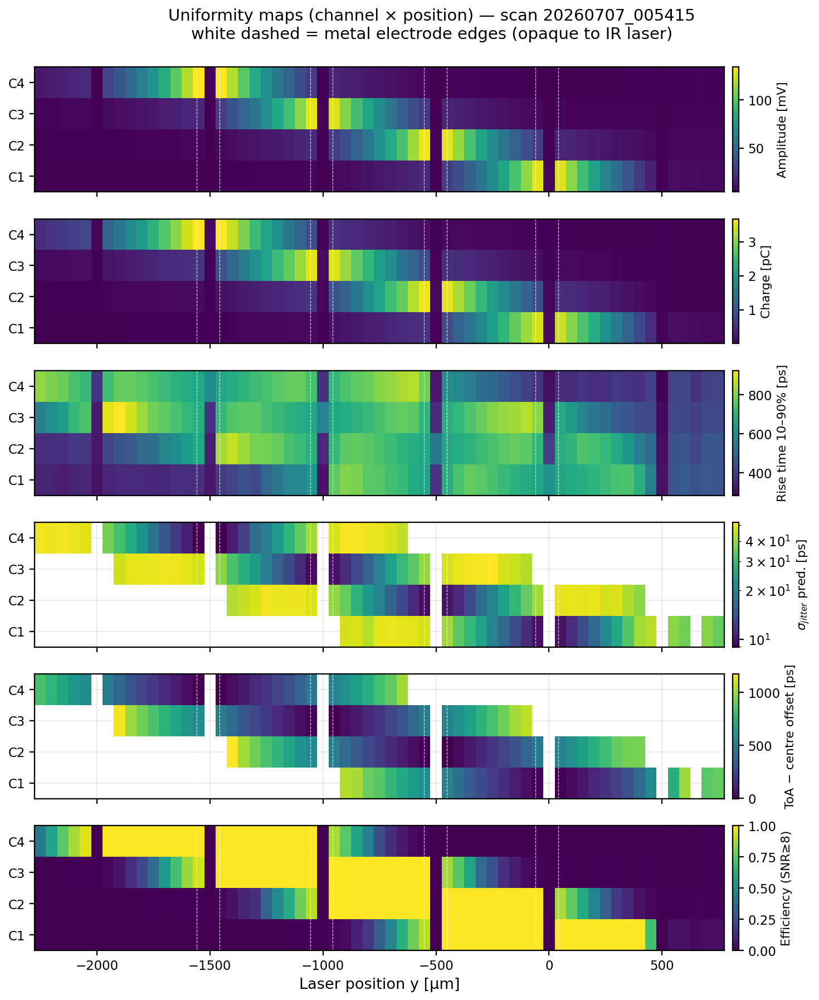 Uniformity maps (channel × position) — scan 20260707_005415
white dashed = metal electrode edges (opaque to IR laser)
C4
C3
C2
C1
100
50
Amplitude [mV]
C4
C3
C2
C1
3
2
1
Charge [pC]
C4
C3
C2
C1
800
600
400
Rise time 10–90% [ps]
C4
C3
C2
C1
4 × 10¹
3 × 10¹
2 × 10¹
10¹
σ_jitter pred. [ps]
C4
C3
C2
C1
1000
500
0
ToA − centre offset [ps]
C4
C3
C2
C1
1.00
0.75
0.50
0.25
0.00
Efficiency (SNR≥8)
−2000 −1500 −1000 −500 0 500
Laser position y [µm]